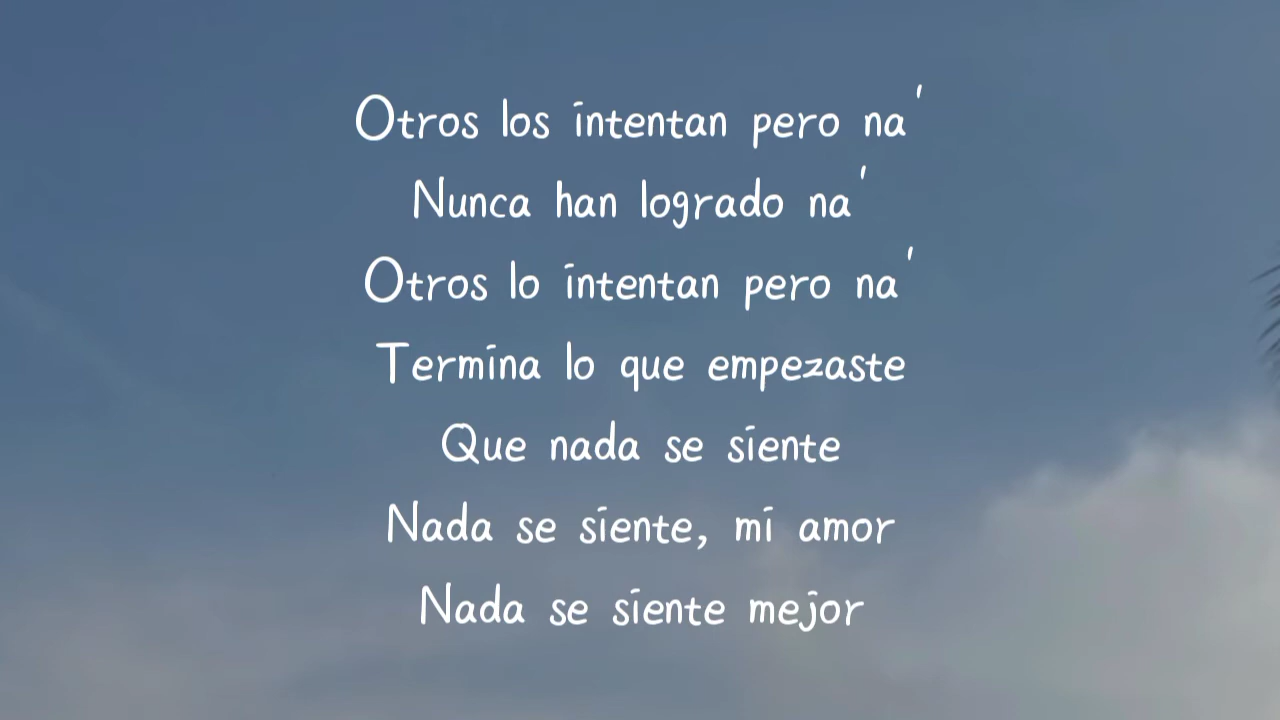 Otros los intentan pero na'
Nunca han logrado na'
Otros lo intentan pero na'
Termina lo que empezaste
Que nada se siente
Nada se siente, mi amor
Nada se siente mejor